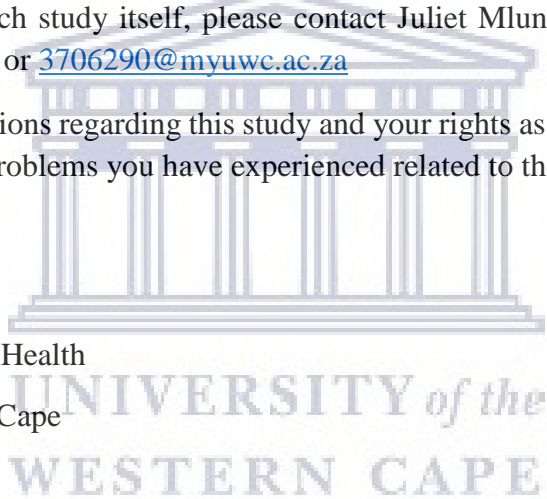 ch study itself, please contact Juliet Mlun
or 3706290@myuwc.ac.za
ions regarding this study and your rights as
roblems you have experienced related to th
Health
UNIVERSITY of the
Cape
WESTERN CAPE